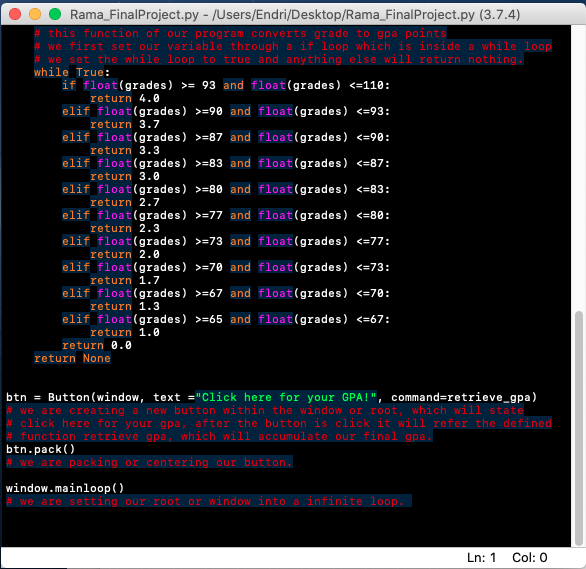 Rama_FinalProject.py - /Users/Endri/Desktop/Rama_FinalProject.py (3.7.4)
# this function of our program converts grade to gpa points
# we first set our variable through a if loop which is inside a while loop
# we set the while loop to true and anything else will return nothing.
while True:
if float(grades) >= 93 and float(grades) <=110:
return 4.0
elif float(grades) >=90 and float(grades) <=93:
return 3.7
elif float(grades) >=87 and float(grades) <=90:
return 3.3
elif float(grades) >=83 and float(grades) <=87:
return 3.0
elif float(grades) >=80 and float(grades) <=83:
return 2.7
elif float(grades) >=77 and float(grades) <=80:
return 2.3
elif float(grades) >=73 and float(grades) <=77:
return 2.0
elif float(grades) >=70 and float(grades) <=73:
return 1.7
elif float(grades) >=67 and float(grades) <=70:
return 1.3
elif float(grades) >=65 and float(grades) <=67:
return 1.0
return 0.0
return None
btn = Button(window, text ="Click here for your GPA!", command=retrieve_gpa)
# we are creating a new button within the window or root, which will state
# click here for your gpa, after the button is click it will refer the defined
# function retrieve gpa, which will accumulate our final gpa.
btn.pack()
# we are packing or centering our button.
window.mainloop()
# we are setting our root or window into a infinite loop.
Ln: 1 Col: 0